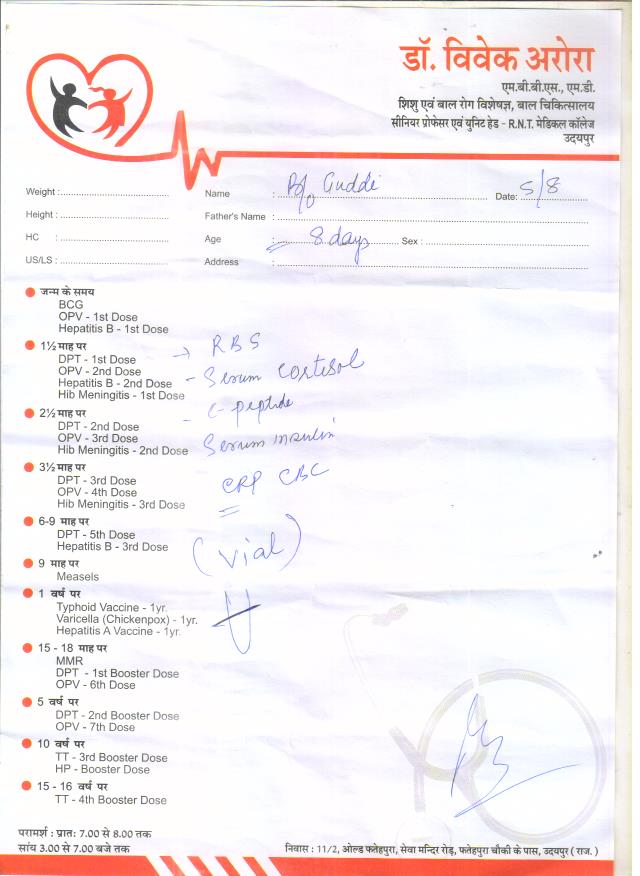 डॉ. विवेक अरोरा
एम.बी.बी.एस., एम.डी.
शिशु एवं बाल रोग विशेषज्ञ, बाल चिकित्सालय
सीनियर प्रोफेसर एवं युनिट हेड - R.N.T. मेडिकल कॉलेज
उदयपुर
Weight : Name : B/o Guddi Date: 5/8
Height : Father's Name :
HC : Age : 8 days Sex :
US/LS : Address :
जन्म के समय
BCG
OPV - 1st Dose
Hepatitis B - 1st Dose
1½ माह पर
DPT - 1st Dose
OPV - 2nd Dose
Hepatitis B - 2nd Dose
Hib Meningitis - 1st Dose
2½ माह पर
DPT - 2nd Dose
OPV - 3rd Dose
Hib Meningitis - 2nd Dose
3½ माह पर
DPT - 3rd Dose
OPV - 4th Dose
Hib Meningitis - 3rd Dose
6-9 माह पर
DPT - 5th Dose
Hepatitis B - 3rd Dose
9 माह पर
Measels
1 वर्ष पर
Typhoid Vaccine - 1yr.
Varicella (Chickenpox) - 1yr.
Hepatitis A Vaccine - 1yr.
15 - 18 माह पर
MMR
DPT - 1st Booster Dose
OPV - 6th Dose
5 वर्ष पर
DPT - 2nd Booster Dose
OPV - 7th Dose
10 वर्ष पर
TT - 3rd Booster Dose
HP - Booster Dose
15 - 16 वर्ष पर
TT - 4th Booster Dose
→ RBS
- Serum Cortisol
- C-peptide
Serum insulin
CRP CBC
(Vial)
परामर्श : प्रातः 7.00 से 8.00 तक
सांय 3.00 से 7.00 बजे तक
निवास : 11/2, ओल्ड फतेहपुरा, सेवा मन्दिर रोड़, फतेहपुरा चौकी के पास, उदयपुर ( राज. )